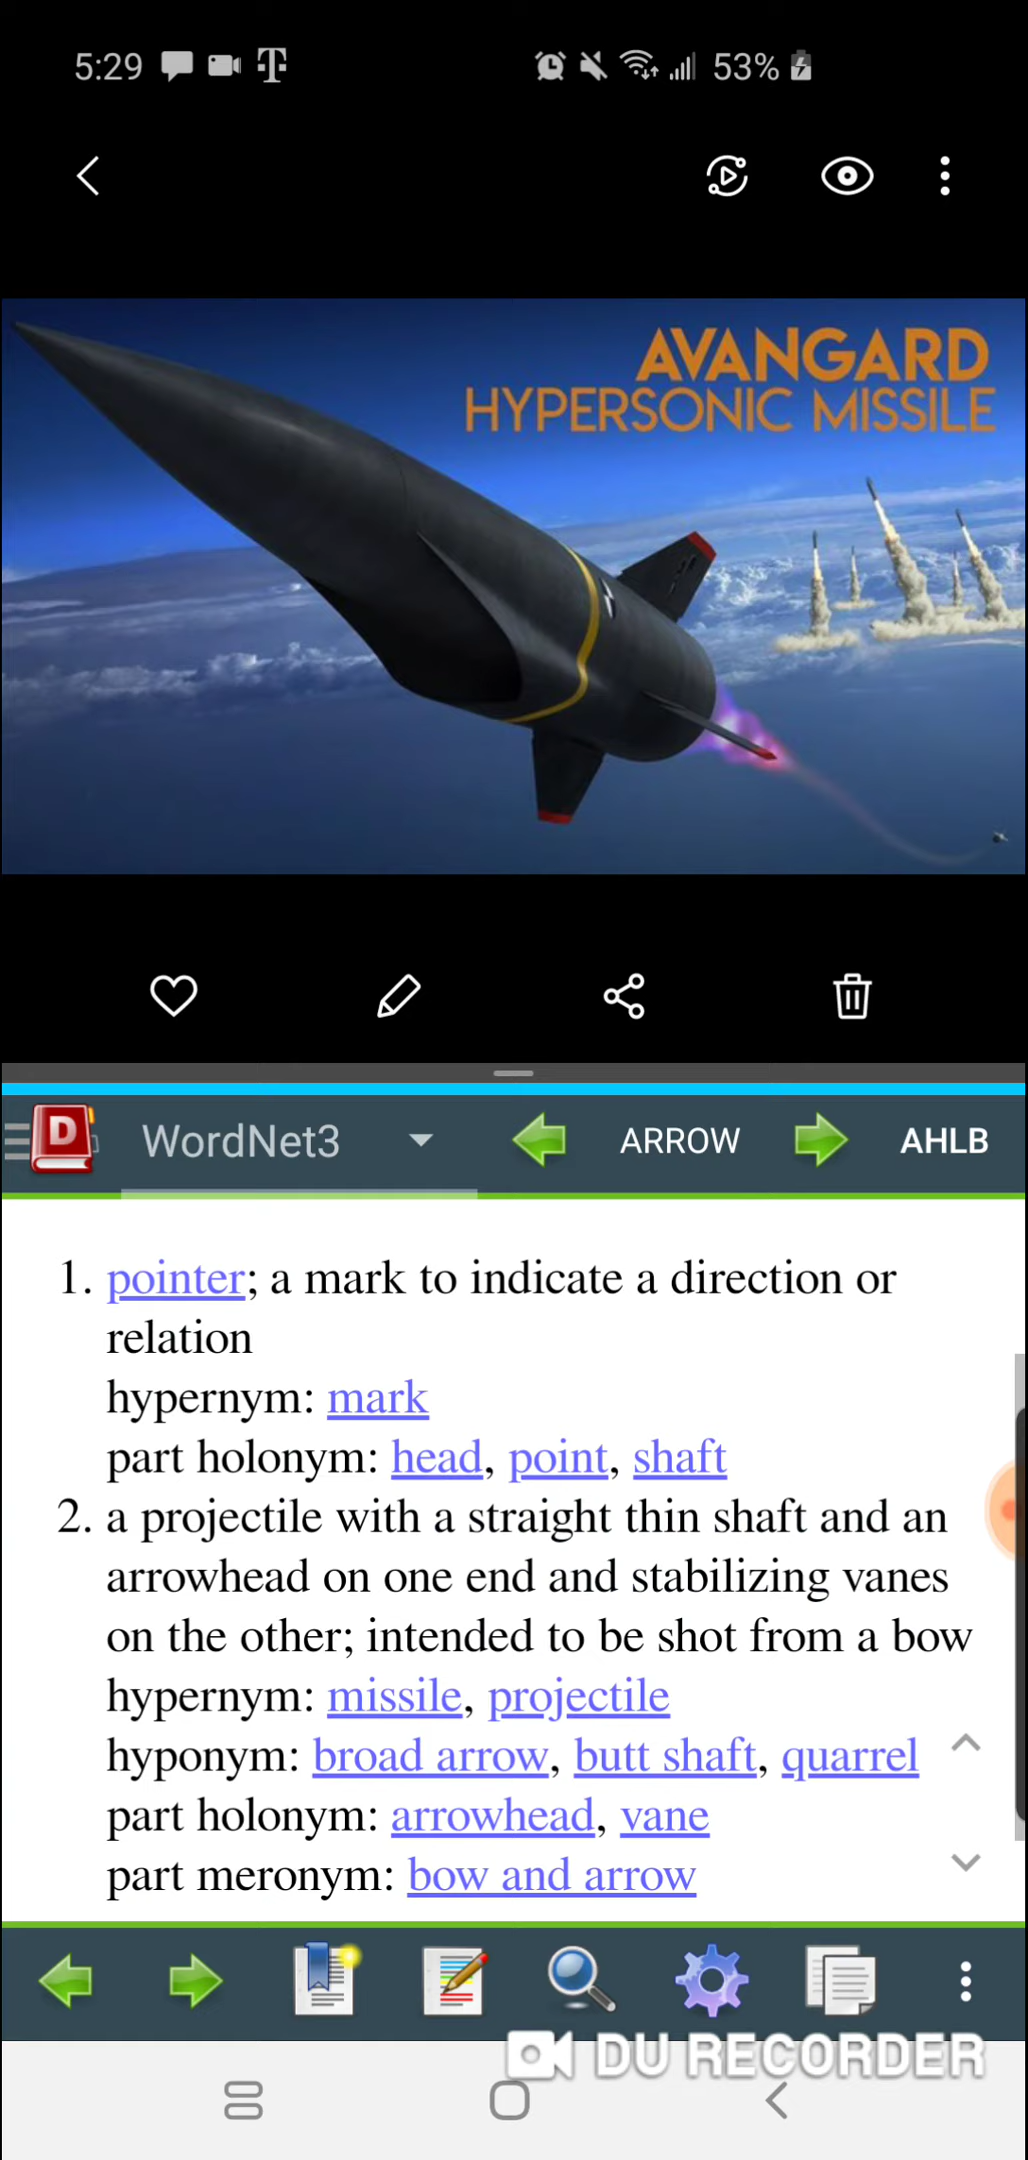 5:29
53%
AVANGARD
HYPERSONIC MISSILE
D
WordNet3
ARROW
AHLB
1. pointer; a mark to indicate a direction or
relation
hypernym: mark
part holonym: head, point, shaft
2. a projectile with a straight thin shaft and an
arrowhead on one end and stabilizing vanes
on the other; intended to be shot from a bow
hypernym: missile, projectile
hyponym: broad arrow, butt shaft, quarrel
part holonym: arrowhead, vane
part meronym: bow and arrow
DU RECORDER